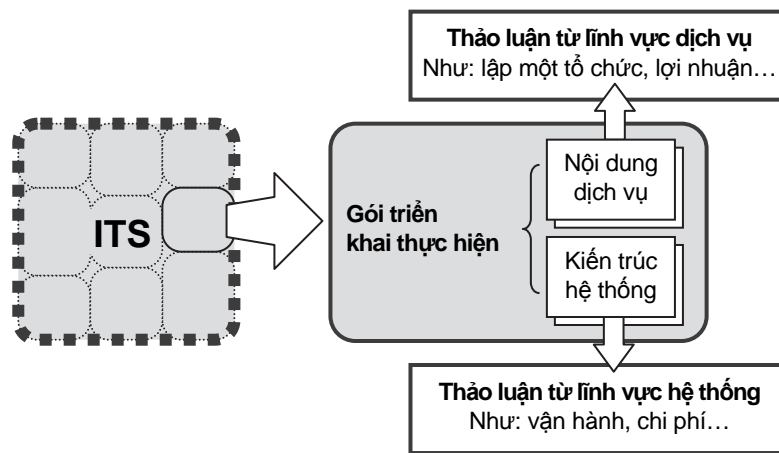 Thảo luận từ lĩnh vực dịch vụ
Như: lập một tổ chức, lợi nhuận…
ITS
Gói triển
khai thực hiện
Nội dung
dịch vụ
Kiến trúc
hệ thống
Thảo luận từ lĩnh vực hệ thống
Như: vận hành, chi phí…